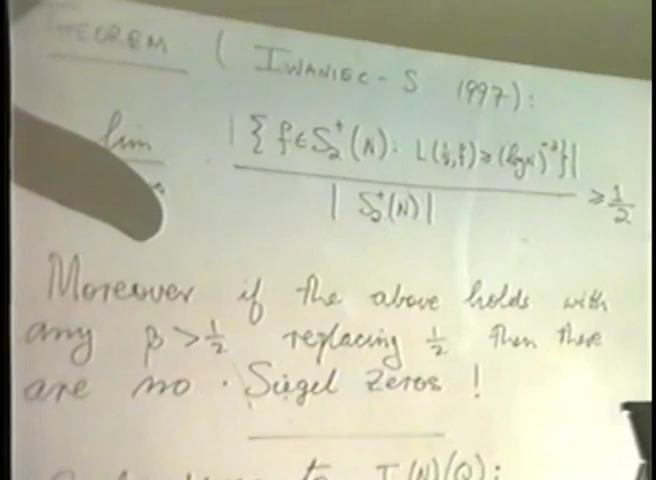 THEOREM ( IWANIEC - S 1997):
lim |{ f ∈ S₂⁺(N): L(½,f) ≥ (log N)⁻²}| ≥ ½
| S₂⁺(N) |
Moreover if the above holds with
any β > ½ replacing ½ then there
are no Siegel Zeros !
to J(N)(Q):